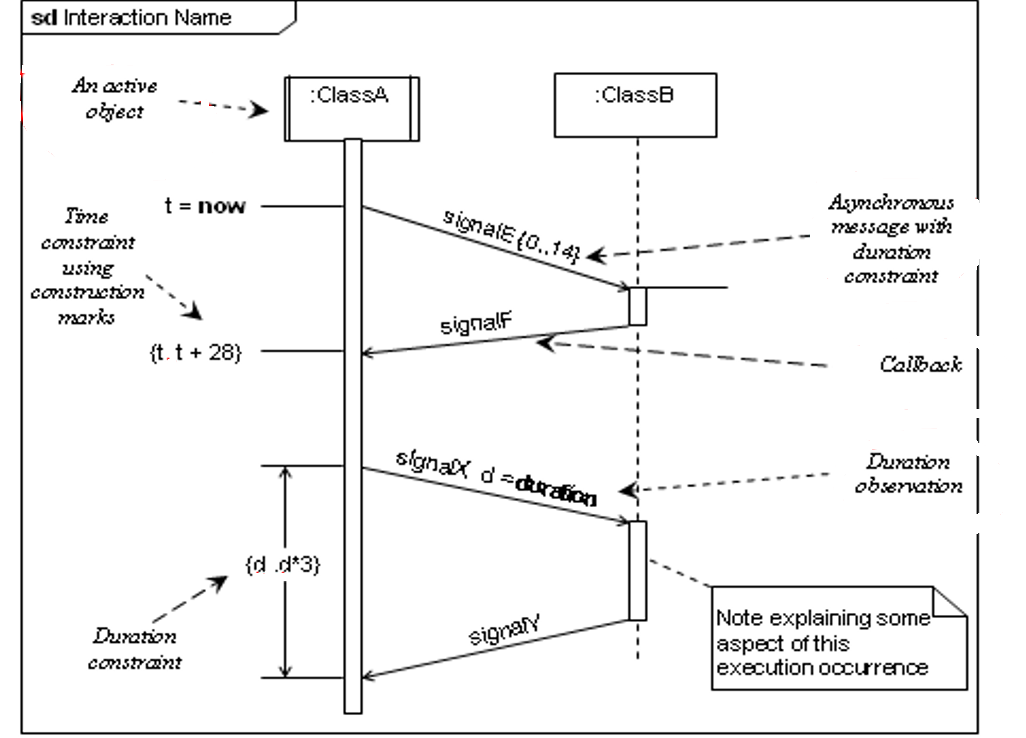 sd Interaction Name
An active
object
:ClassA
:ClassB
t = now
signalE {0..14}
Asynchronous
message with
duration
constraint
Time
constraint
using
construction
marks
signalF
{t. t + 28}
Callback
signalX d =duration
Duration
observation
{d .d*3}
Duration
constraint
signalY
Note explaining some
aspect of this
execution occurrence